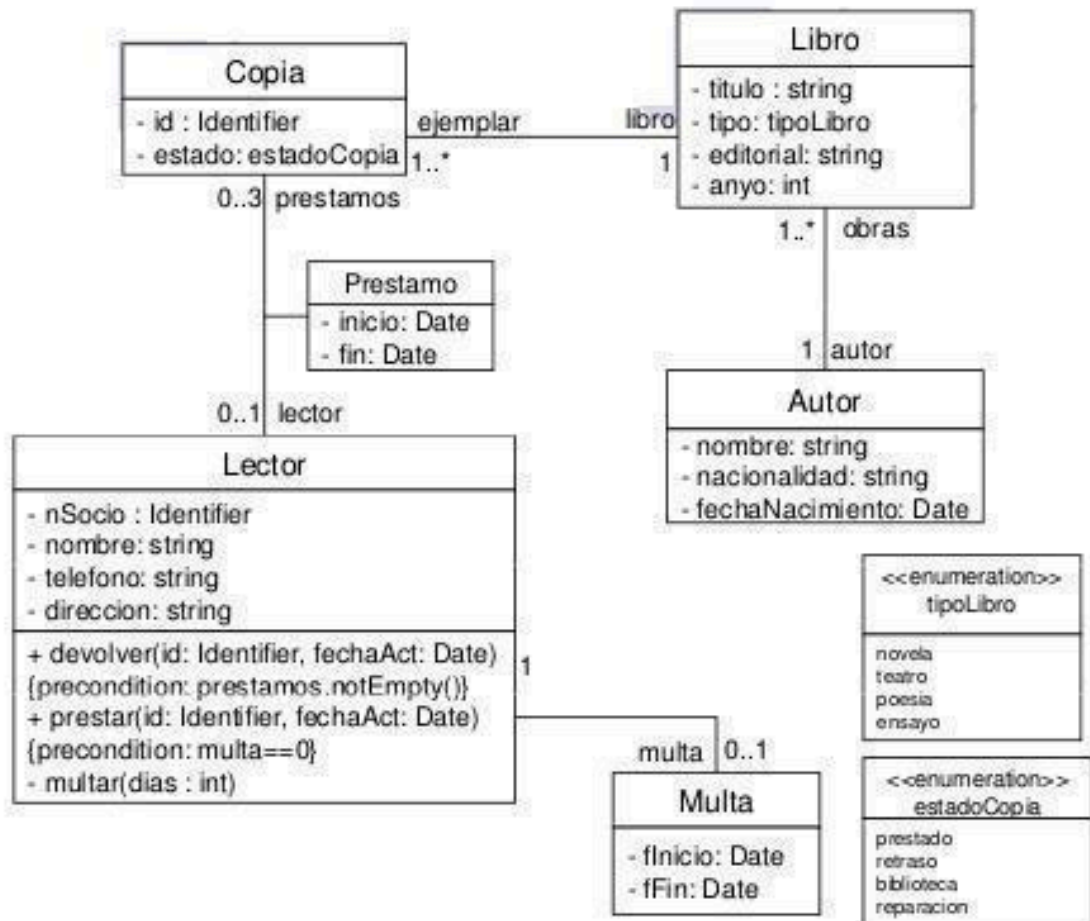 Copia
- id : Identifier
- estado: estadoCopia
ejemplar
1..*
libro
1
Libro
- titulo : string
- tipo: tipoLibro
- editorial: string
- anyo: int
0..3 prestamos
1..* obras
Prestamo
- inicio: Date
- fin: Date
1 autor
Autor
- nombre: string
- nacionalidad: string
- fechaNacimiento: Date
0..1 lector
Lector
- nSocio : Identifier
- nombre: string
- telefono: string
- direccion: string
+ devolver(id: Identifier, fechaAct: Date)
{precondition: prestamos.notEmpty()}
+ prestar(id: Identifier, fechaAct: Date)
{precondition: multa==0}
- multar(dias : int)
1
multa
0..1
Multa
- fInicio: Date
- fFin: Date
<<enumeration>>
tipoLibro
novela
teatro
poesia
ensayo
<<enumeration>>
estadoCopia
prestado
retraso
biblioteca
reparacion